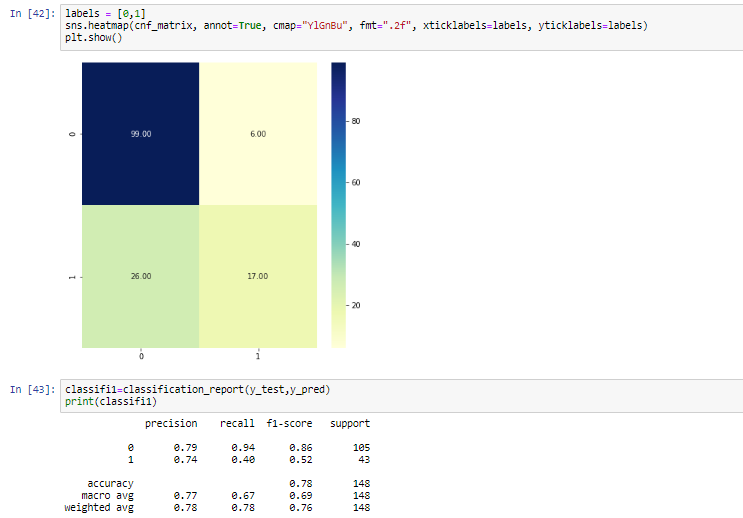 In [42]: labels = [0,1]
sns.heatmap(cnf_matrix, annot=True, cmap="YlGnBu", fmt=".2f", xticklabels=labels, yticklabels=labels)
plt.show()
0 99.00 6.00
80
60
40
1 26.00 17.00
20
0 1
In [43]: classifi1=classification_report(y_test,y_pred)
print(classifi1)
precision recall f1-score support
0 0.79 0.94 0.86 105
1 0.74 0.40 0.52 43
accuracy 0.78 148
macro avg 0.77 0.67 0.69 148
weighted avg 0.78 0.78 0.76 148